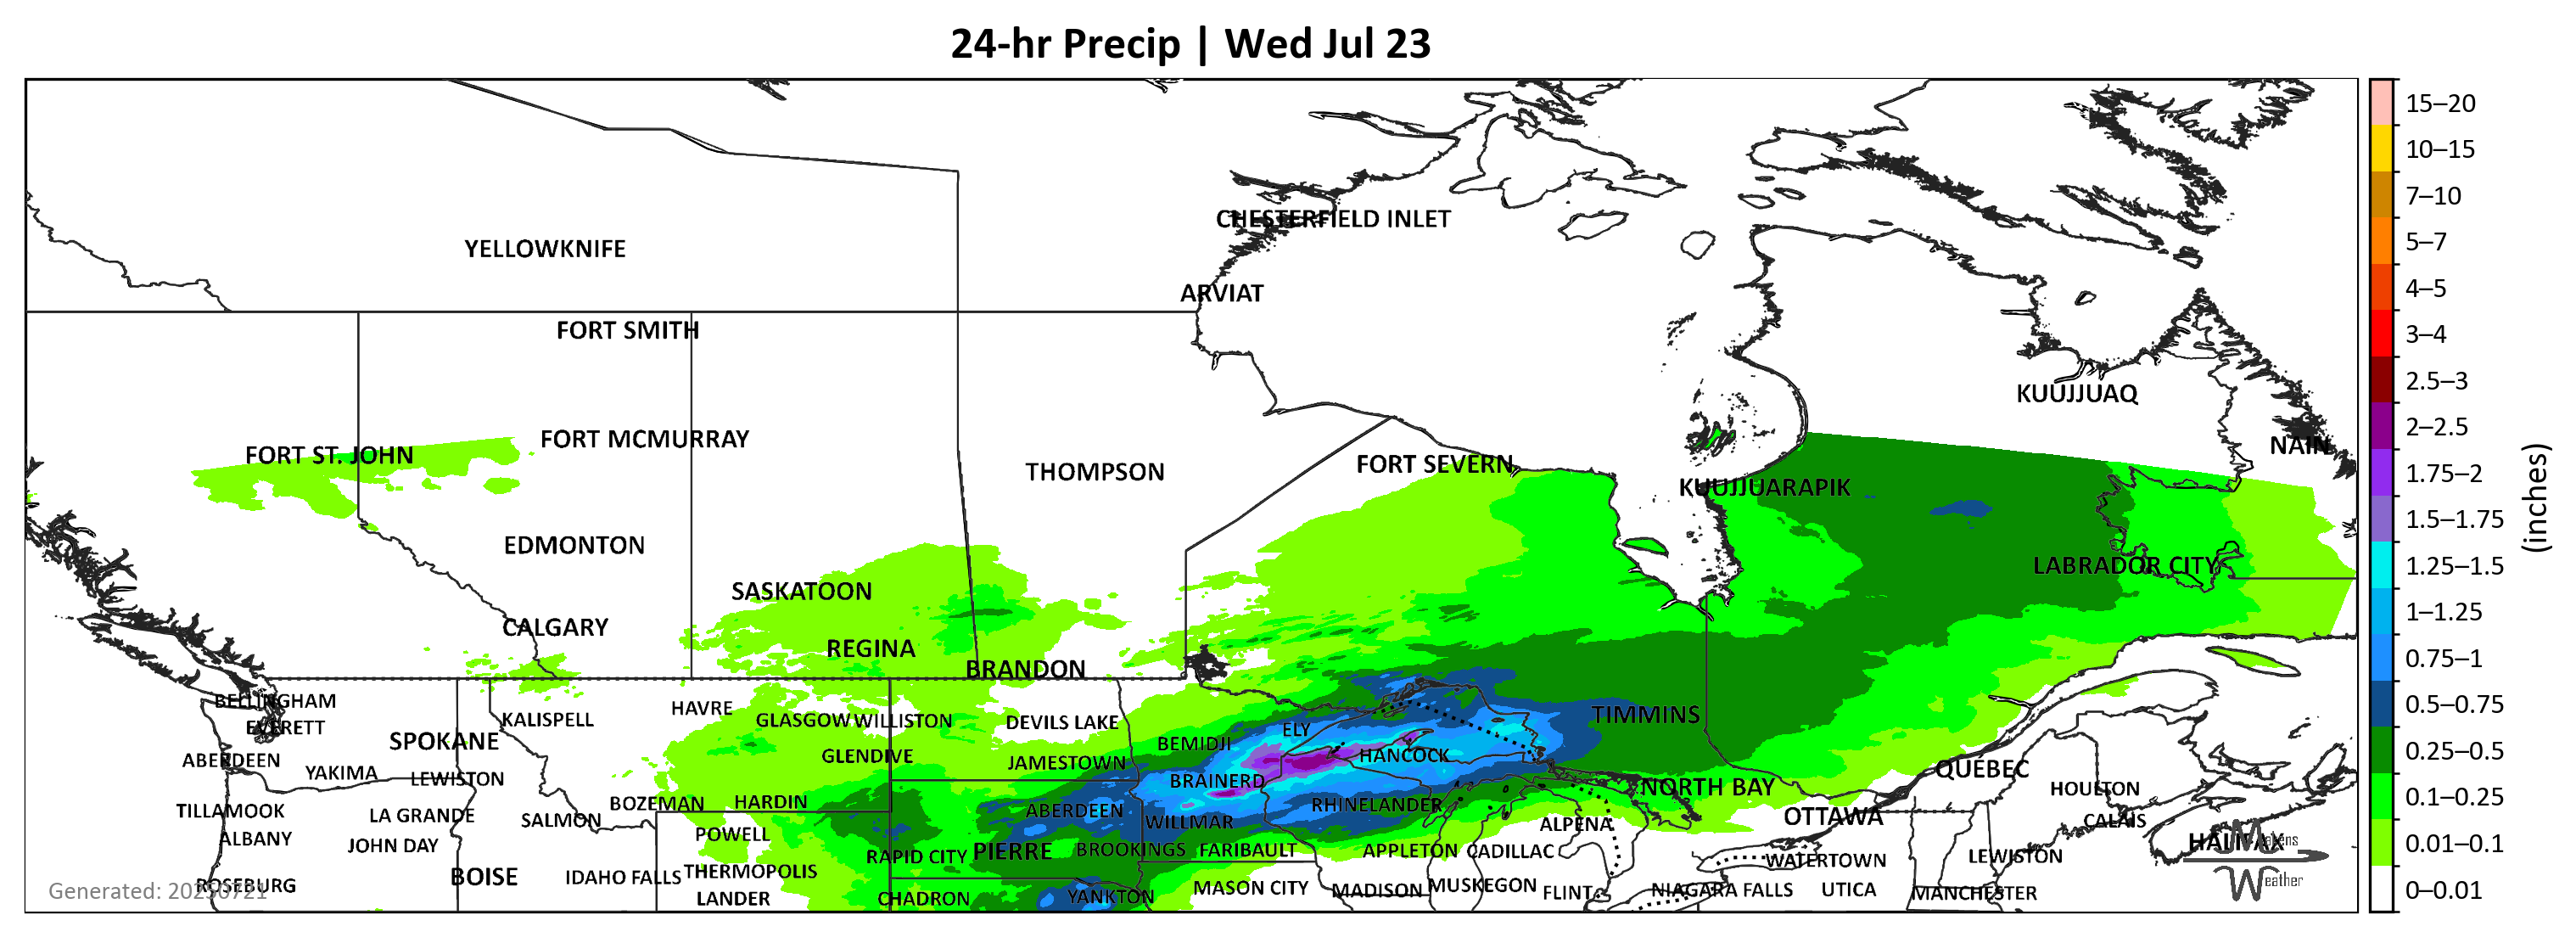 24-hr Precip | Wed Jul 23
CHESTERFIELD INLET
YELLOWKNIFE
ARVIAT
FORT SMITH
KUUJJUAQ
FORT MCMURRAY
NAIN
FORT ST. JOHN
FORT SEVERN
THOMPSON
KUUJJUARAPIK
EDMONTON
LABRADOR CITY
SASKATOON
CALGARY
REGINA
BRANDON
BELLINGHAM
HAVRE
TIMMINS
KALISPELL
GLASGOW WILLISTON
DEVILS LAKE
EVERETT
ELY
SPOKANE
BEMIDJI
ABERDEEN
GLENDIVE
JAMESTOWN
HANCOCK
QUÉBEC
YAKIMA
LEWISTON
BRAINERD
NORTH BAY
HOULTON
BOZEMAN
HARDIN
RHINELANDER
TILLAMOOK
LA GRANDE
SALMON
ABERDEEN
WILLMAR
ALPENA
OTTAWA
CALAIS
ALBANY
JOHN DAY
POWELL
HALIFAX
RAPID CITY
PIERRE
BROOKINGS
FARIBAULT
APPLETON
CADILLAC
WATERTOWN
LEWISTON
BOISE
IDAHO FALLS
THERMOPOLIS
ROSEBURG
LANDER
CHADRON
YANKTON
MASON CITY
MADISON
MUSKEGON
FLINT
NIAGARA FALLS
UTICA
MANCHESTER
Generated: 20250721
Matens
Weather
15–20
10–15
7–10
5–7
4–5
3–4
2.5–3
2–2.5
1.75–2
1.5–1.75
1.25–1.5
1–1.25
0.75–1
0.5–0.75
0.25–0.5
0.1–0.25
0.01–0.1
0–0.01
(inches)